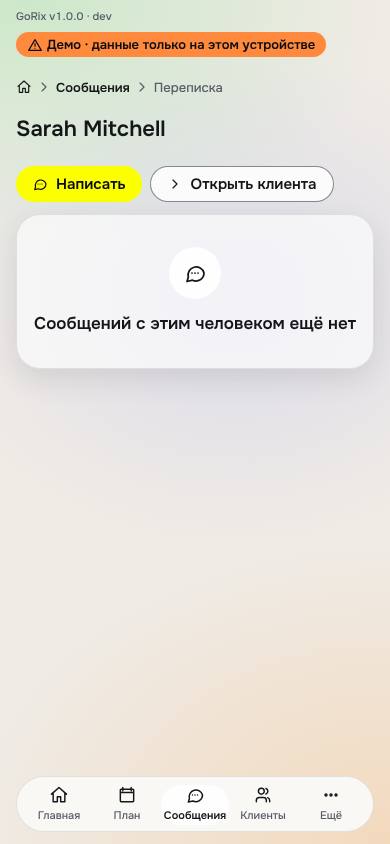 GoRix v1.0.0 · dev
Демо · данные только на этом устройстве
Сообщения
Переписка
Sarah Mitchell
Написать
Открыть клиента
Сообщений с этим человеком ещё нет
Главная
План
Сообщения
Клиенты
Ещё